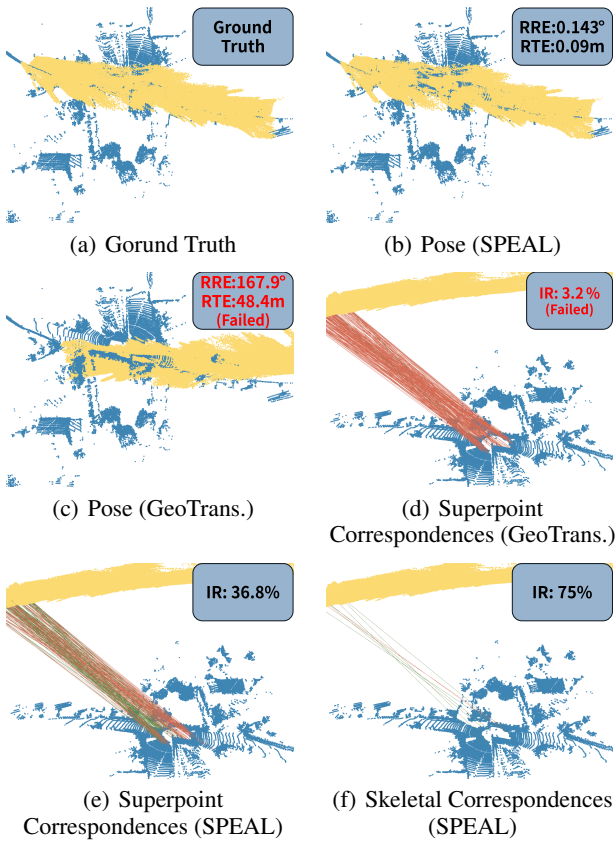 Ground
Truth
RRE:0.143°
RTE:0.09m
(a) Gorund Truth
(b) Pose (SPEAL)
RRE:167.9°
RTE:48.4m
(Failed)
IR: 3.2 %
(Failed)
(c) Pose (GeoTrans.)
(d) Superpoint
Correspondences (GeoTrans.)
IR: 36.8%
IR: 75%
(e) Superpoint
Correspondences (SPEAL)
(f) Skeletal Correspondences
(SPEAL)